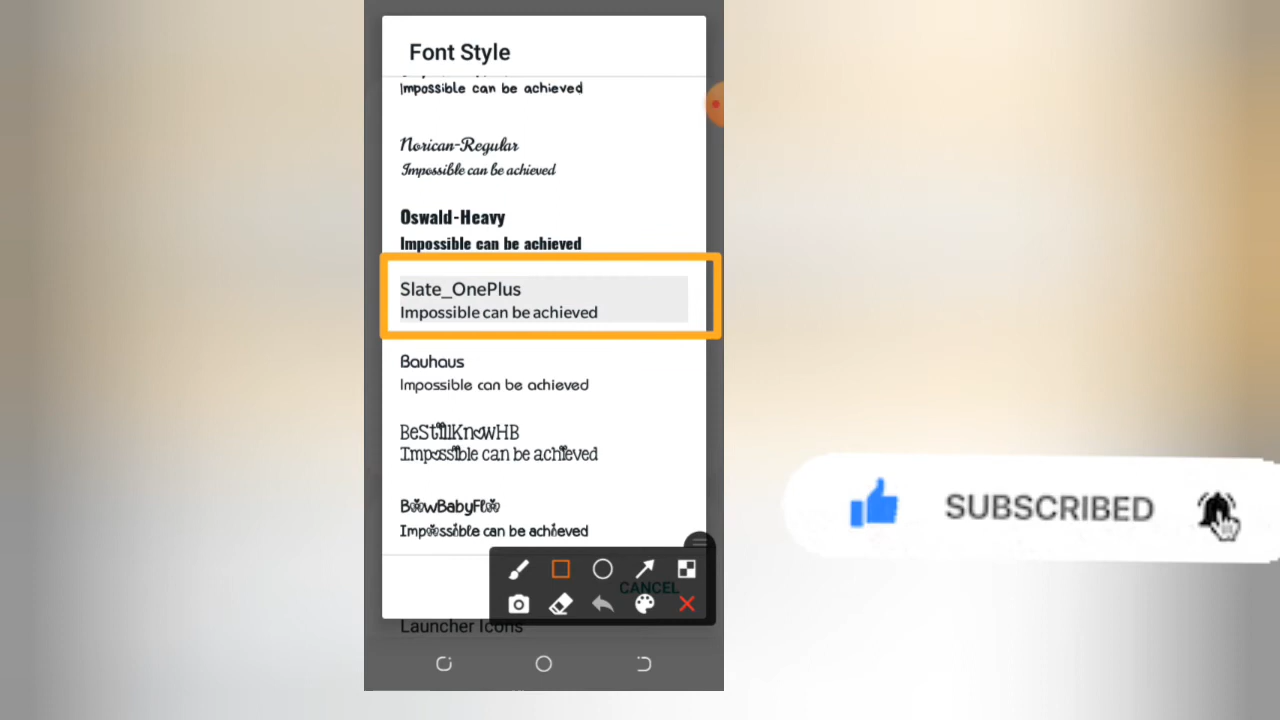 Font Style
Impossible can be achieved
Norican-Regular
Impossible can be achieved
Oswald-Heavy
Impossible can be achieved
Slate_OnePlus
Impossible can be achieved
Bauhaus
Impossible can be achieved
BeStillKnowHB
Impossible can be achieved
BowBabyFlo
Impossible can be achieved
CANCEL
Launcher Icons
SUBSCRIBED